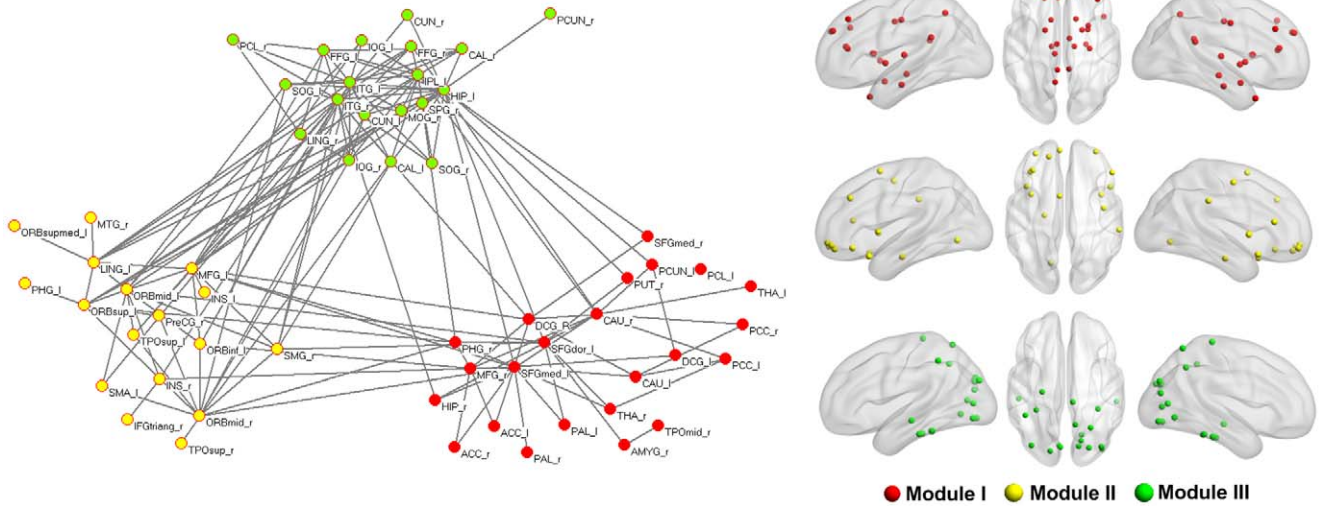 CUN_r
PCUN_r
PCL_r
IOG_l
FFG_l
FFG_r
CAL_r
IPL_l
SOG_l
ITG_l
HIP_l
ITG_r
SPG_r
MOG_r
CUN_l
LING_r
IOG_r
CAL_l
SOG_r
MTG_r
ORBsupmed_l
SFGmed_r
LING_l
MFG_l
PCUN_l
PCL_l
PHG_l
ORBmid_l
INS_l
PUT_r
THA_l
ORBsup_l
PreCG_r
DCG_R
CAU_r
PCC_r
TPOsup_l
ORBinf_l
SMG_r
PHG_r
SFGdor_l
DCG_l
PCC_l
SMA_l
INS_r
MFG_r
SFGmed_l
CAU_l
HIP_r
THA_r
IFGtriang_r
ORBmid_r
ACC_l
PAL_l
TPOmid_r
TPOsup_r
ACC_r
PAL_r
AMYG_r
Module I Module II Module III